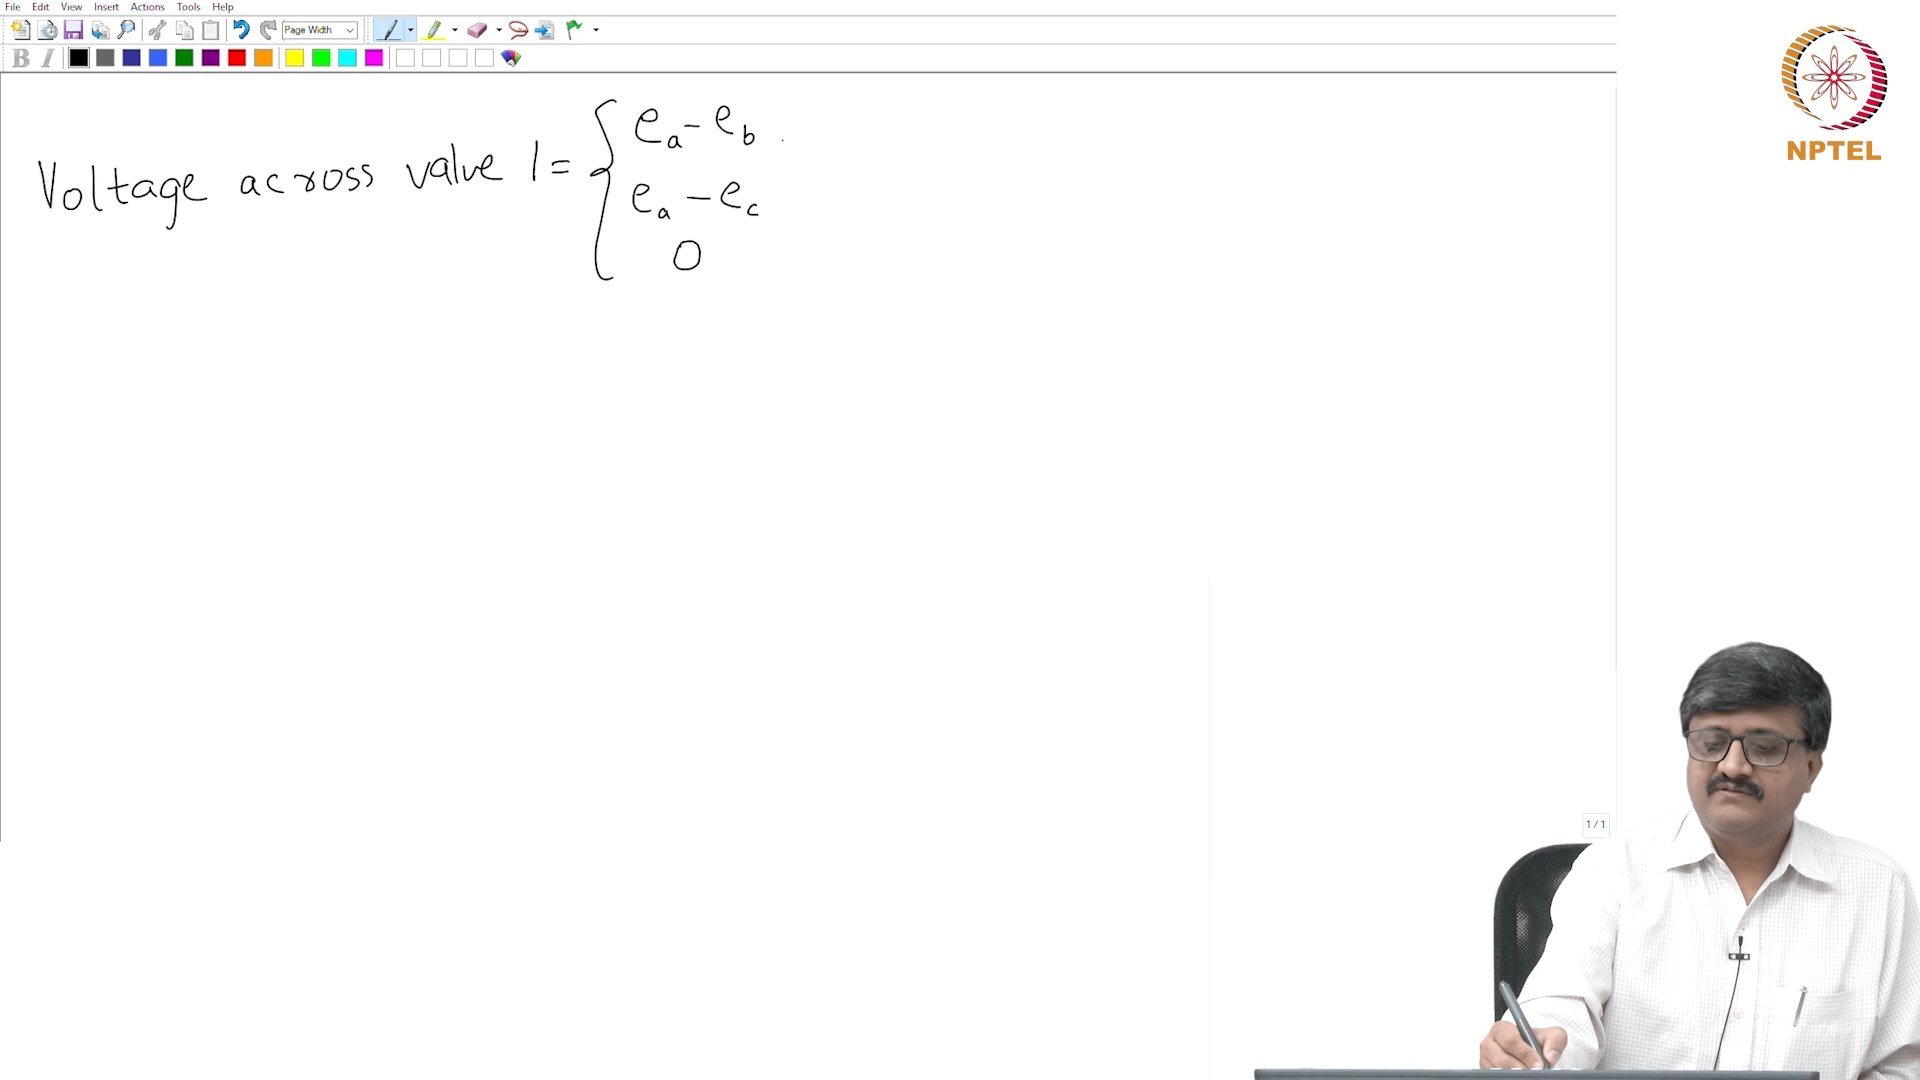 File Edit View Insert Actions Tools Help
Page Width
B I
NPTEL
Voltage across valve 1 = { e_a - e_b
e_a - e_c
0
1 / 1